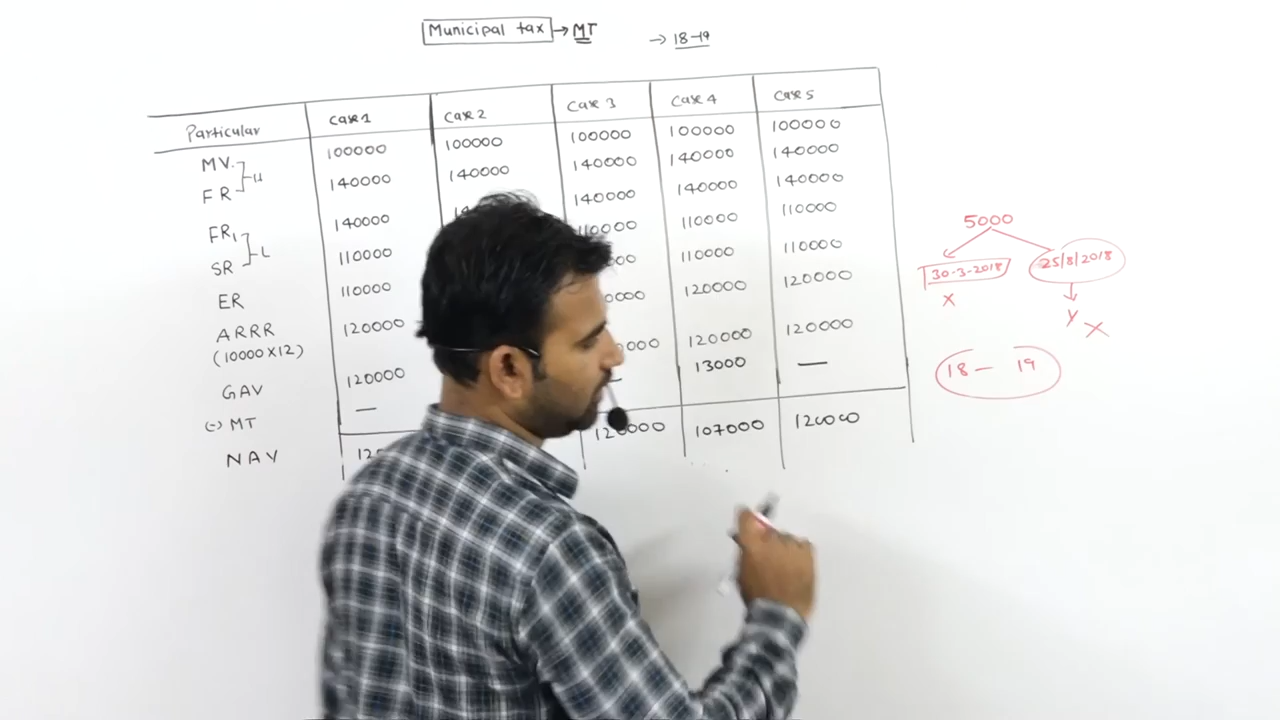 Municipal tax → MT → 18-19
Particular Case 1 Case 2 Case 3 Case 4 Case 5
MV. 100000 100000 100000 100000 100000
FR 140000 140000 140000 140000 140000
U
FR₁ 140000 140000 140000 140000
SR 110000 110000 110000 110000
L
ER 110000 110000 110000
ARRR 120000 120000 120000
(10000×12)
GAV 120000 120000 120000
(-) MT — 13000 —
NAV 120000 107000 120000
5000
30-3-2018 25/8/2018
X Y X
18 — 19